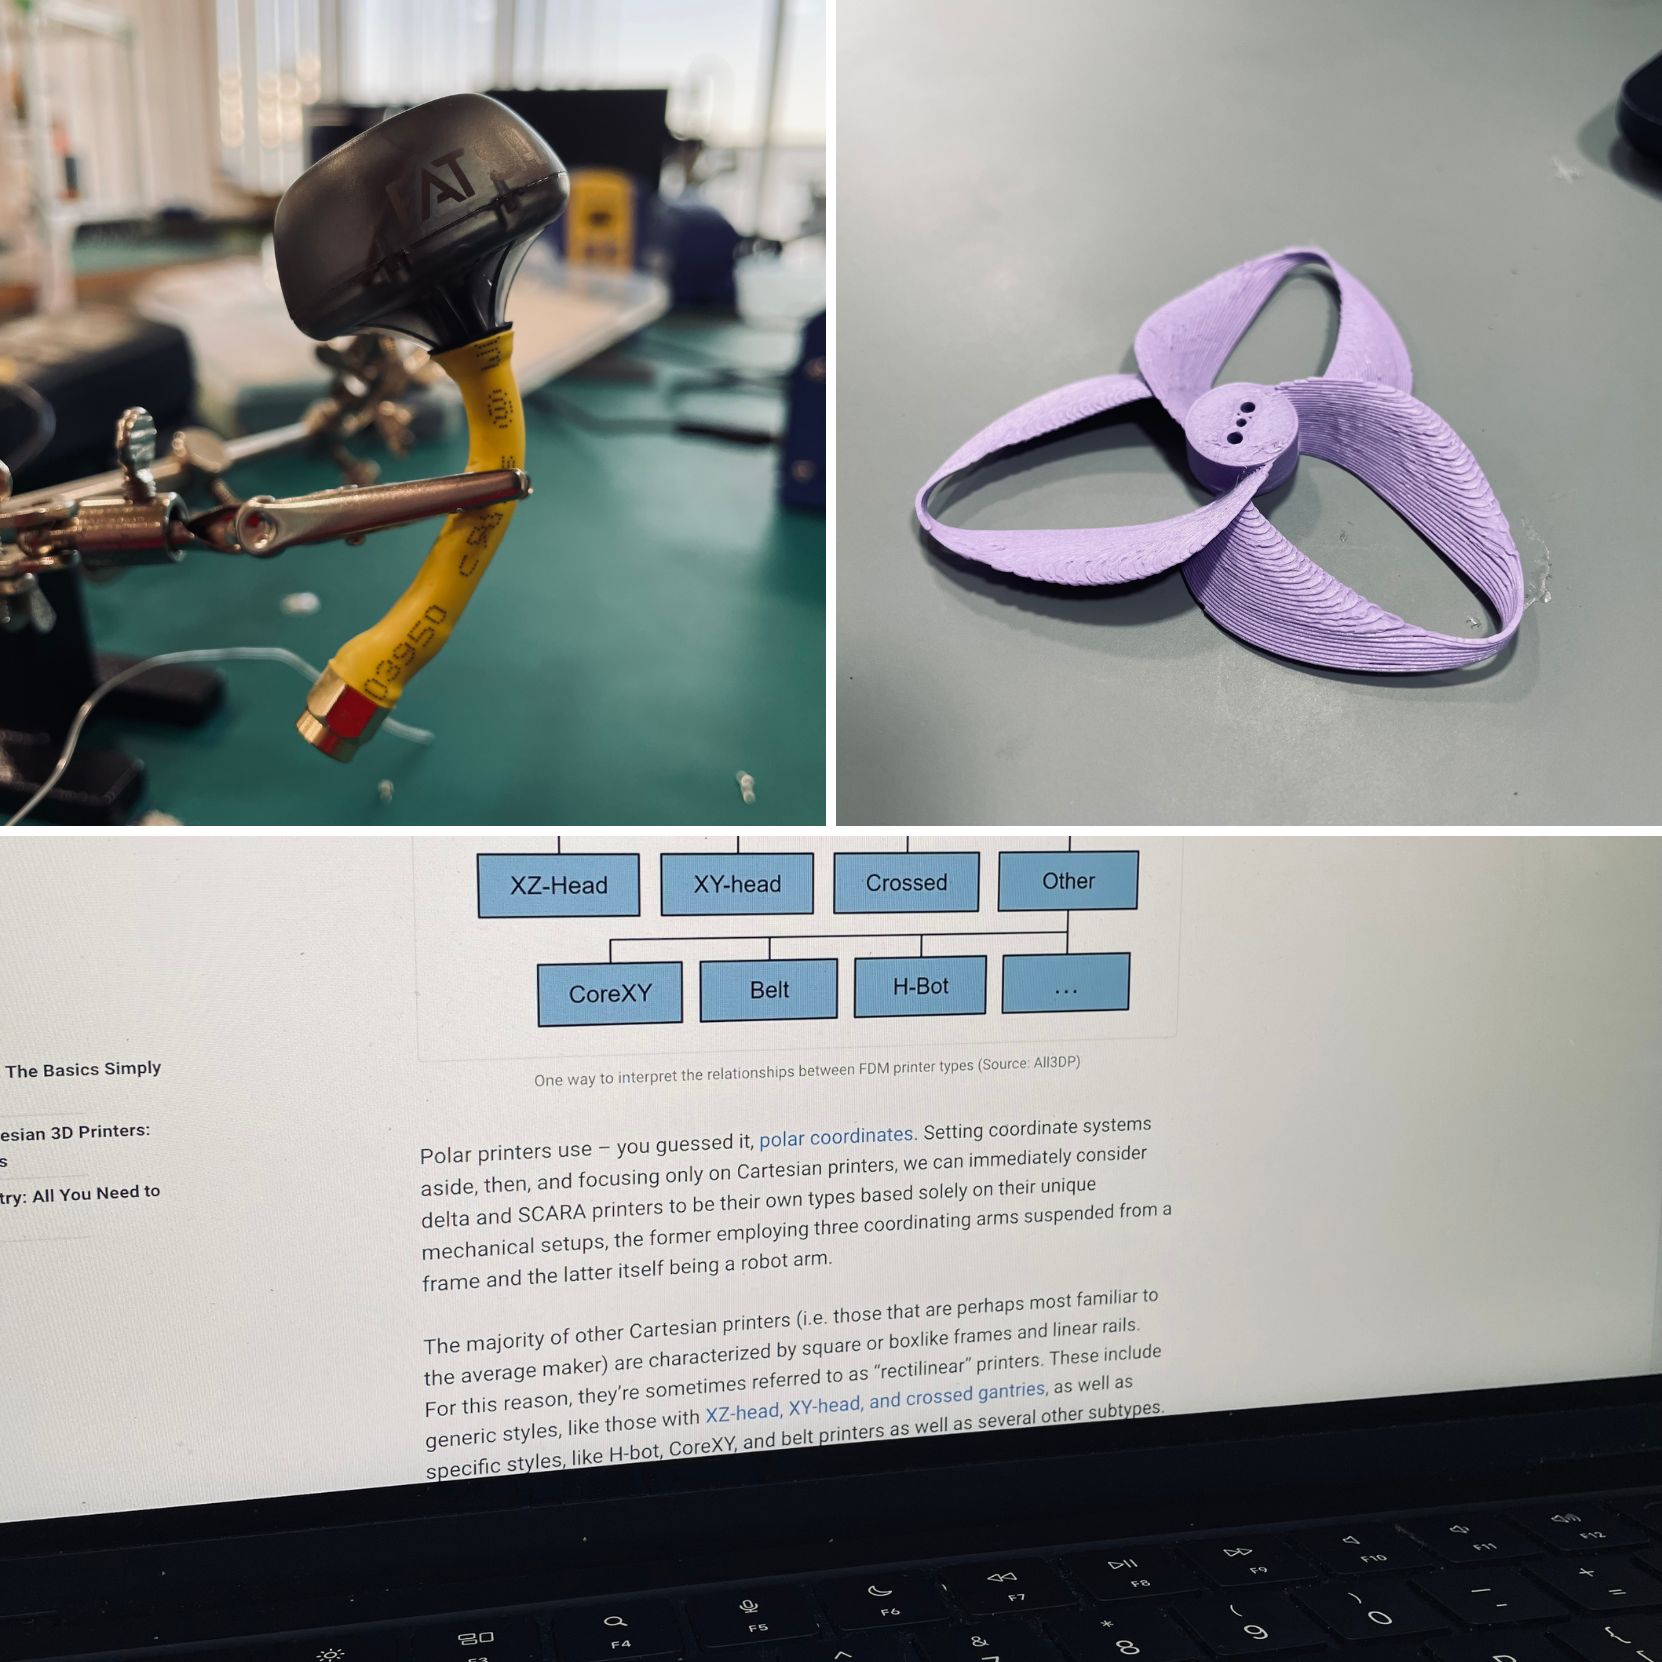 03950
XZ-Head
XY-head
Crossed
Other
CoreXY
Belt
H-Bot
...
One way to interpret the relationships between FDM printer types (Source: All3DP)
The Basics Simply
esian 3D Printers:
s
try: All You Need to
Polar printers use – you guessed it, polar coordinates. Setting coordinate systems
aside, then, and focusing only on Cartesian printers, we can immediately consider
delta and SCARA printers to be their own types based solely on their unique
mechanical setups, the former employing three coordinating arms suspended from a
frame and the latter itself being a robot arm.
The majority of other Cartesian printers (i.e. those that are perhaps most familiar to
the average maker) are characterized by square or boxlike frames and linear rails.
For this reason, they're sometimes referred to as “rectilinear” printers. These include
generic styles, like those with XZ-head, XY-head, and crossed gantries, as well as
specific styles, like H-bot, CoreXY, and belt printers as well as several other subtypes.
F3 F4 F5 F6 F7 F8 F9 F10 F11 F12
& * 8 ( 9 ) 0 _ - + =